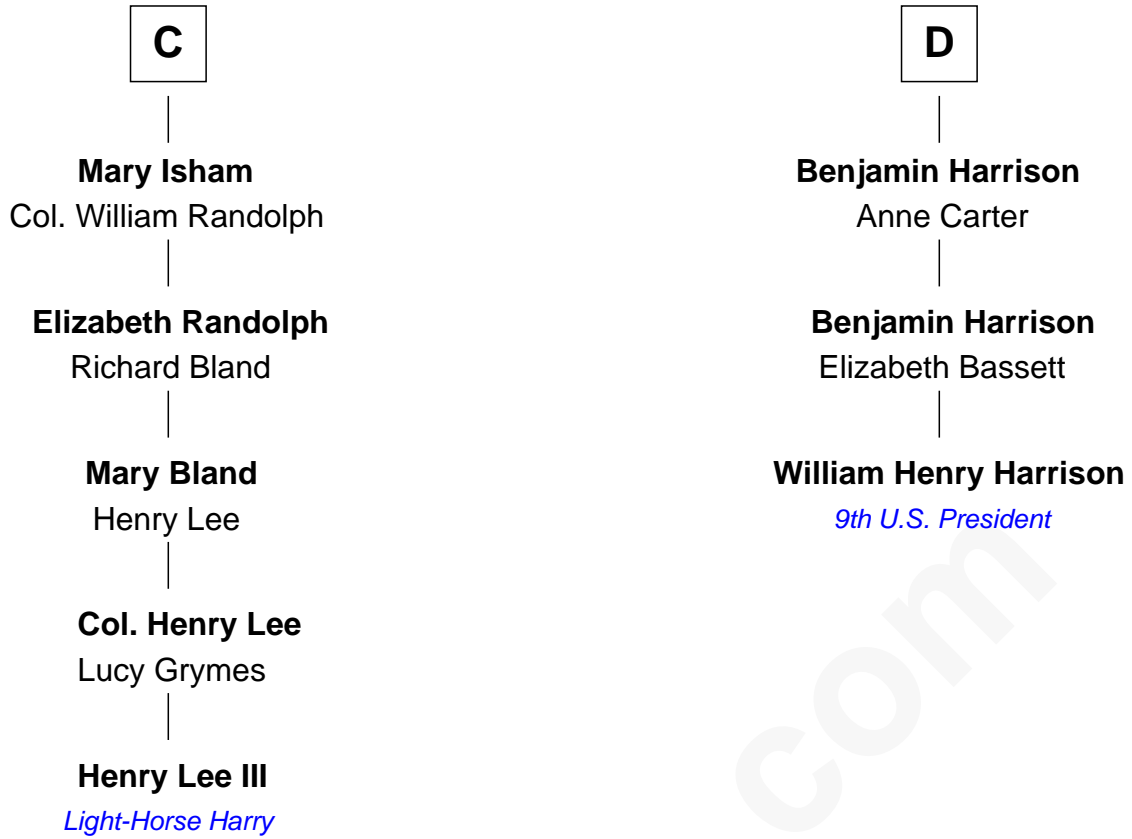 C
Mary Isham
Col. William Randolph
Elizabeth Randolph
Richard Bland
Mary Bland
Henry Lee
Col. Henry Lee
Lucy Grymes
Henry Lee III
Light-Horse Harry
D
Benjamin Harrison
Anne Carter
Benjamin Harrison
Elizabeth Bassett
William Henry Harrison
9th U.S. President
com